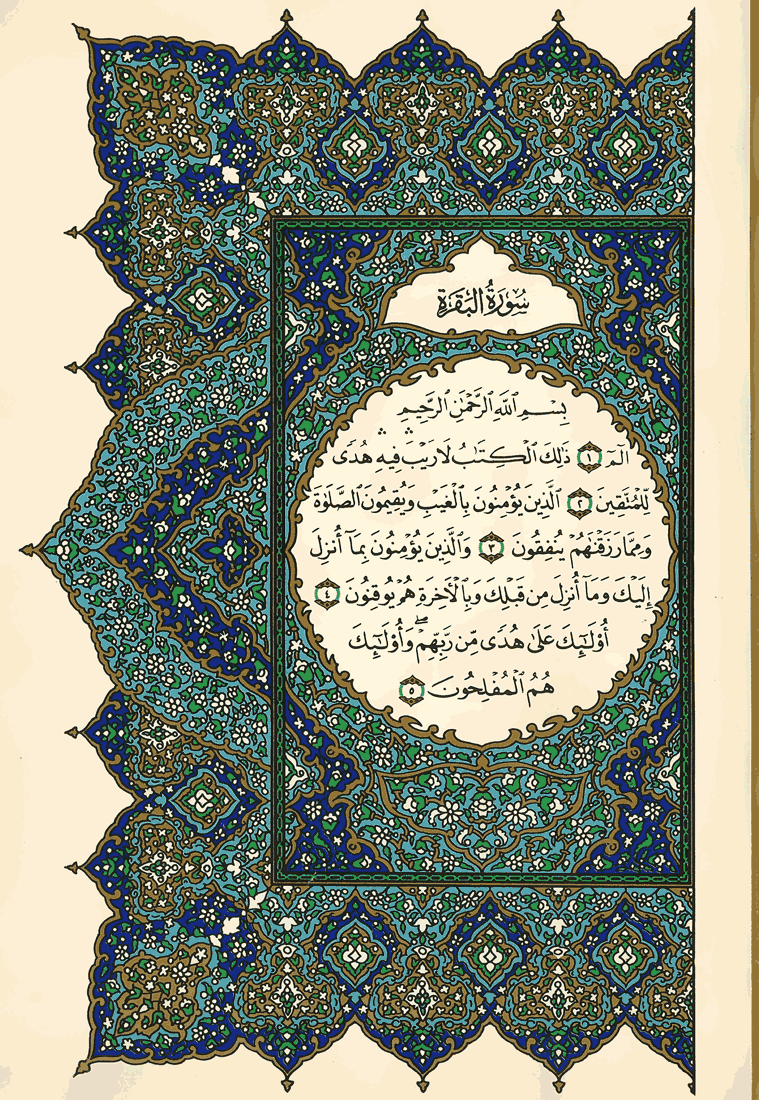 سُورَةُ البَقَرَةِ
بِسْمِ ٱللَّهِ ٱلرَّحْمَٰنِ ٱلرَّحِيمِ
الٓمٓ ١ ذَٰلِكَ ٱلْكِتَٰبُ لَا رَيْبَ ۛ فِيهِ ۛ هُدًى
لِّلْمُتَّقِينَ ٢ ٱلَّذِينَ يُؤْمِنُونَ بِٱلْغَيْبِ وَيُقِيمُونَ ٱلصَّلَوٰةَ
وَمِمَّا رَزَقْنَٰهُمْ يُنفِقُونَ ٣ وَٱلَّذِينَ يُؤْمِنُونَ بِمَآ أُنزِلَ
إِلَيْكَ وَمَآ أُنزِلَ مِن قَبْلِكَ وَبِٱلْأَخِرَةِ هُمْ يُوقِنُونَ ٤
أُو۟لَٰٓئِكَ عَلَىٰ هُدًى مِّن رَّبِّهِمْ ۖ وَأُو۟لَٰٓئِكَ
هُمُ ٱلْمُفْلِحُونَ ٥